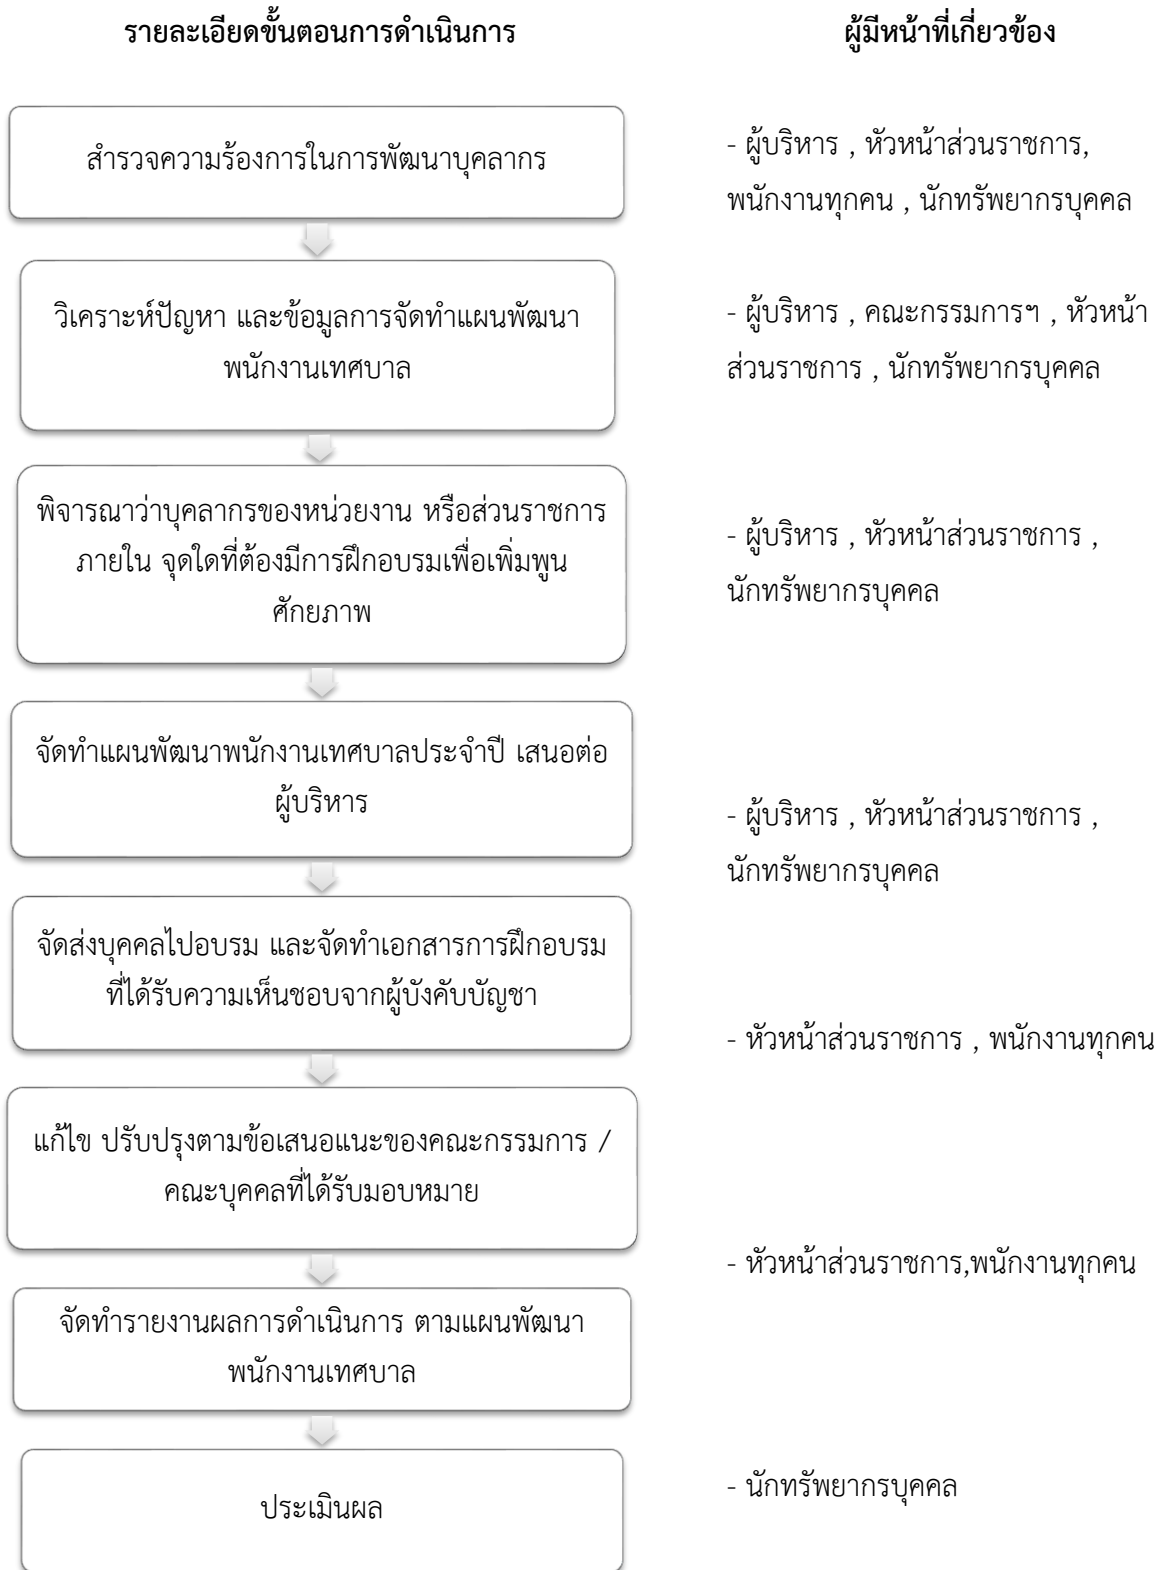 รายละเอียดขั้นตอนการดำเนินการ
ผู้มีหน้าที่เกี่ยวข้อง
สำรวจความร้องการในการพัฒนาบุคลากร
- ผู้บริหาร , หัวหน้าส่วนราชการ,
พนักงานทุกคน , นักทรัพยากรบุคคล
วิเคราะห์ปัญหา และข้อมูลการจัดทำแผนพัฒนา
พนักงานเทศบาล
- ผู้บริหาร , คณะกรรมการฯ , หัวหน้า
ส่วนราชการ , นักทรัพยากรบุคคล
พิจารณาว่าบุคลากรของหน่วยงาน หรือส่วนราชการ
ภายใน จุดใดที่ต้องมีการฝึกอบรมเพื่อเพิ่มพูน
ศักยภาพ
- ผู้บริหาร , หัวหน้าส่วนราชการ ,
นักทรัพยากรบุคคล
จัดทำแผนพัฒนาพนักงานเทศบาลประจำปี เสนอต่อ
ผู้บริหาร
- ผู้บริหาร , หัวหน้าส่วนราชการ ,
นักทรัพยากรบุคคล
จัดส่งบุคคลไปอบรม และจัดทำเอกสารการฝึกอบรม
ที่ได้รับความเห็นชอบจากผู้บังคับบัญชา
- หัวหน้าส่วนราชการ , พนักงานทุกคน
แก้ไข ปรับปรุงตามข้อเสนอแนะของคณะกรรมการ /
คณะบุคคลที่ได้รับมอบหมาย
- หัวหน้าส่วนราชการ,พนักงานทุกคน
จัดทำรายงานผลการดำเนินการ ตามแผนพัฒนา
พนักงานเทศบาล
ประเมินผล
- นักทรัพยากรบุคคล